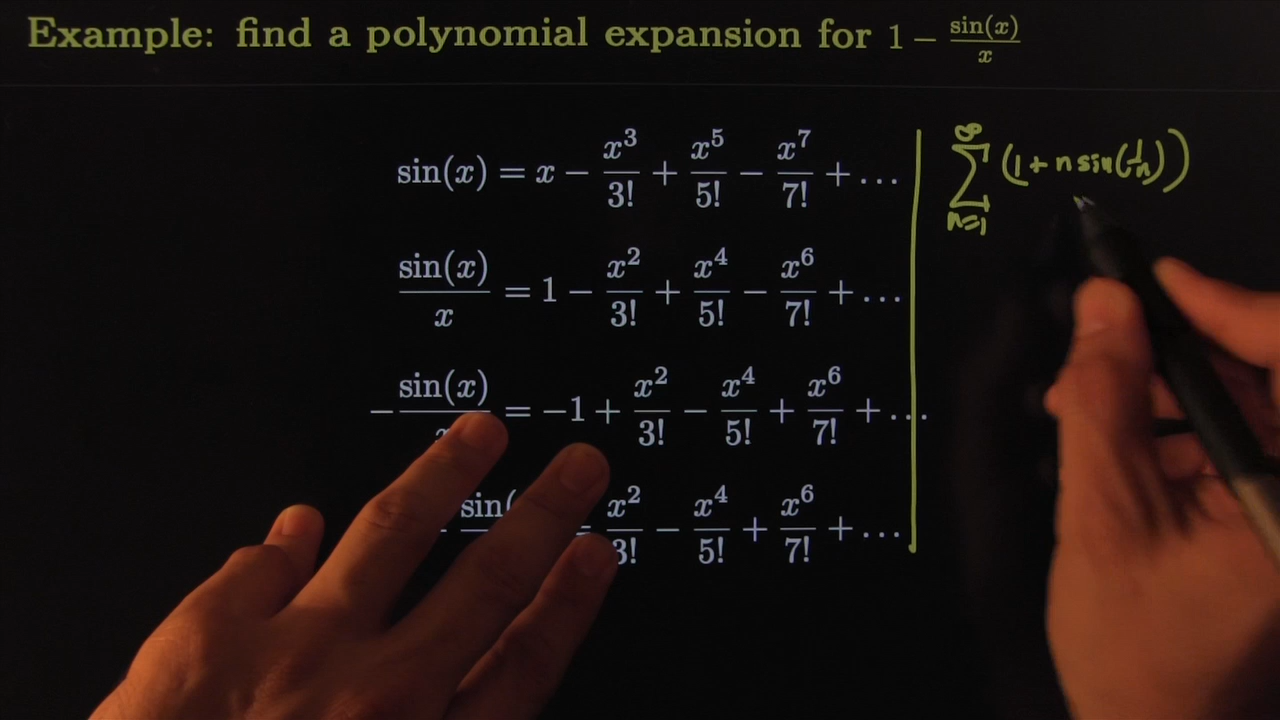 Example: find a polynomial expansion for 1 − sin(x)/x
sin(x) = x − x³/3! + x⁵/5! − x⁷/7! + …
sin(x)/x = 1 − x²/3! + x⁴/5! − x⁶/7! + …
− sin(x) = −1 + x²/3! − x⁴/5! + x⁶/7! + …
sin( x²/3! − x⁴/5! + x⁶/7! + …
∞ ∑ n=1 (1 + n sin(1/n))